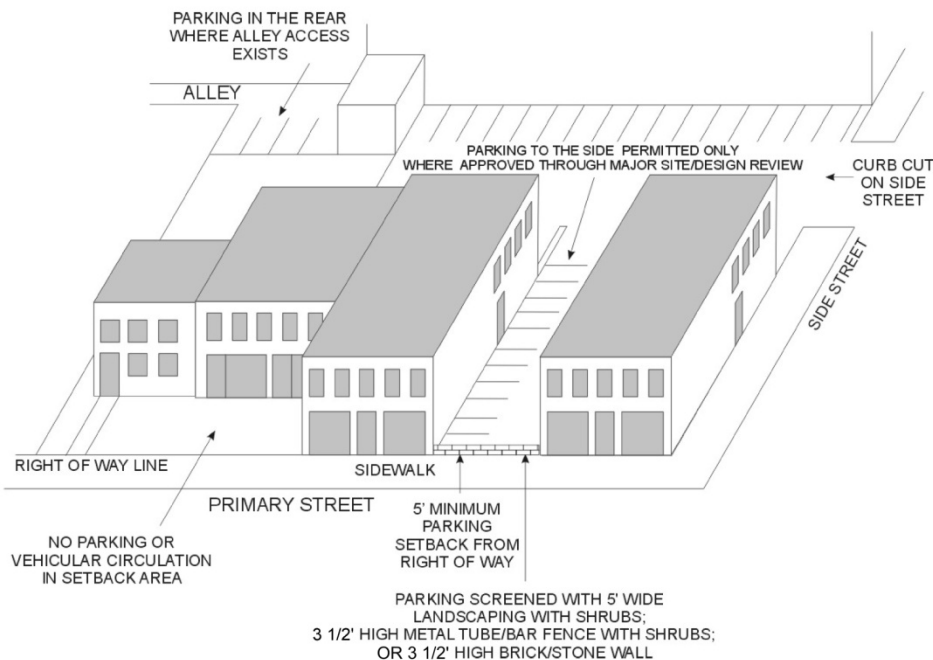 PARKING IN THE REAR
WHERE ALLEY ACCESS
EXISTS
ALLEY
PARKING TO THE SIDE PERMITTED ONLY
WHERE APPROVED THROUGH MAJOR SITE/DESIGN REVIEW
CURB CUT
ON SIDE
STREET
SIDE STREET
RIGHT OF WAY LINE
SIDEWALK
PRIMARY STREET
NO PARKING OR
VEHICULAR CIRCULATION
IN SETBACK AREA
5' MINIMUM
PARKING
SETBACK FROM
RIGHT OF WAY
PARKING SCREENED WITH 5' WIDE
LANDSCAPING WITH SHRUBS;
3 1/2' HIGH METAL TUBE/BAR FENCE WITH SHRUBS;
OR 3 1/2' HIGH BRICK/STONE WALL